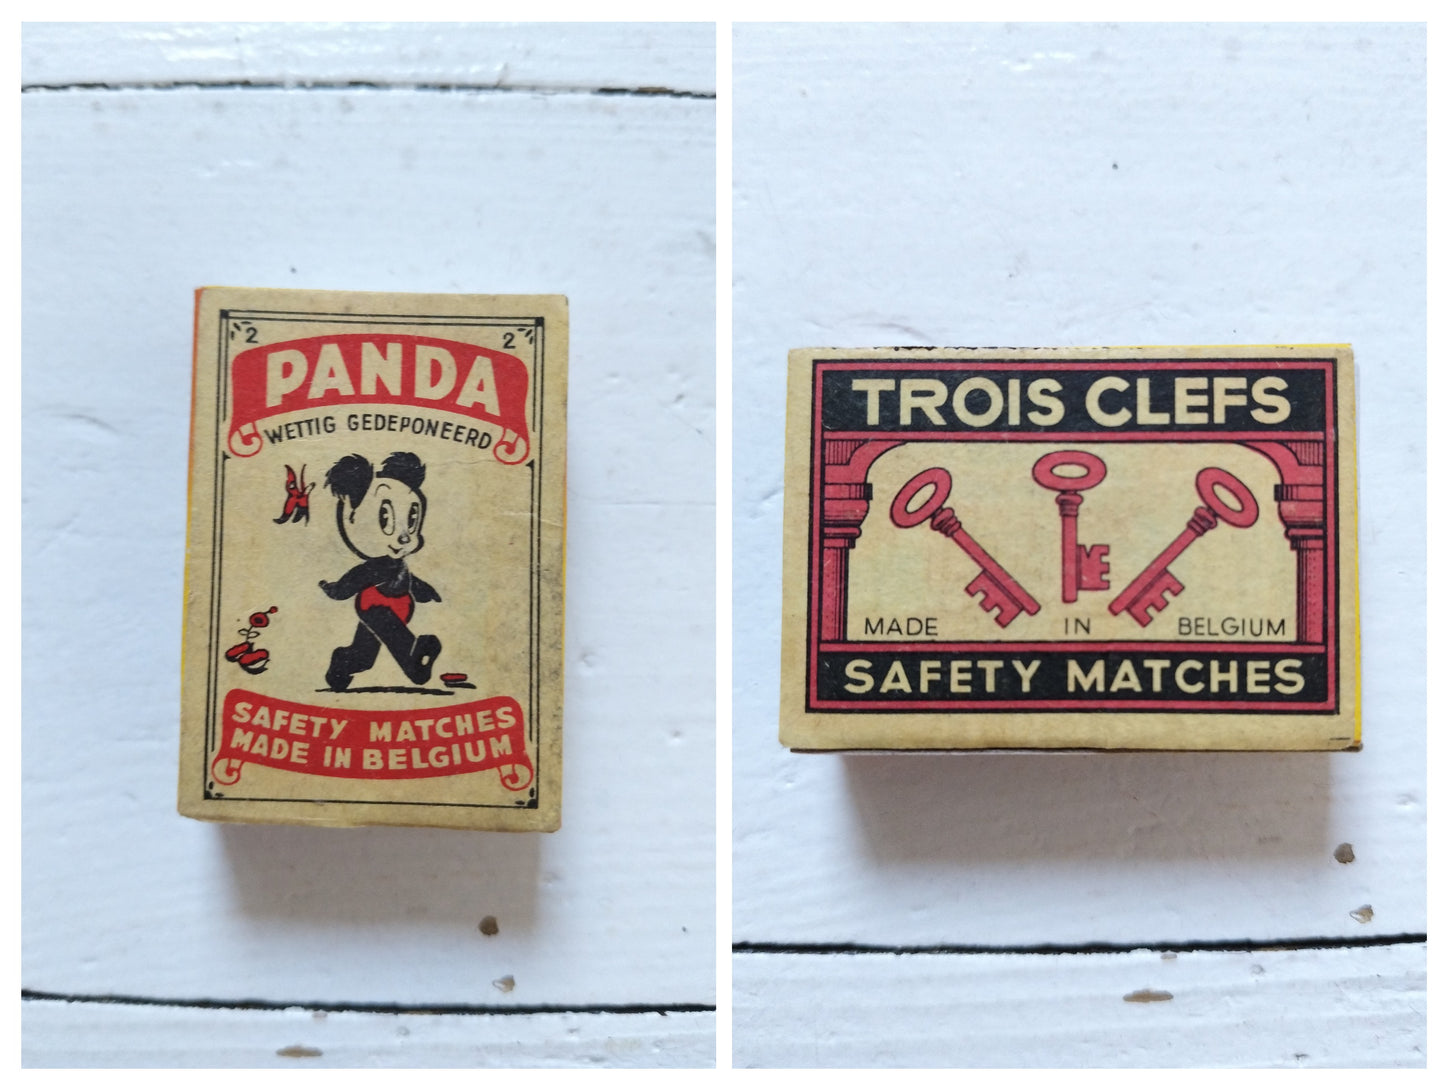 2 2
PANDA
WETTIG GEDEPONEERD
SAFETY MATCHES
MADE IN BELGIUM
TROIS CLEFS
MADE IN BELGIUM
SAFETY MATCHES